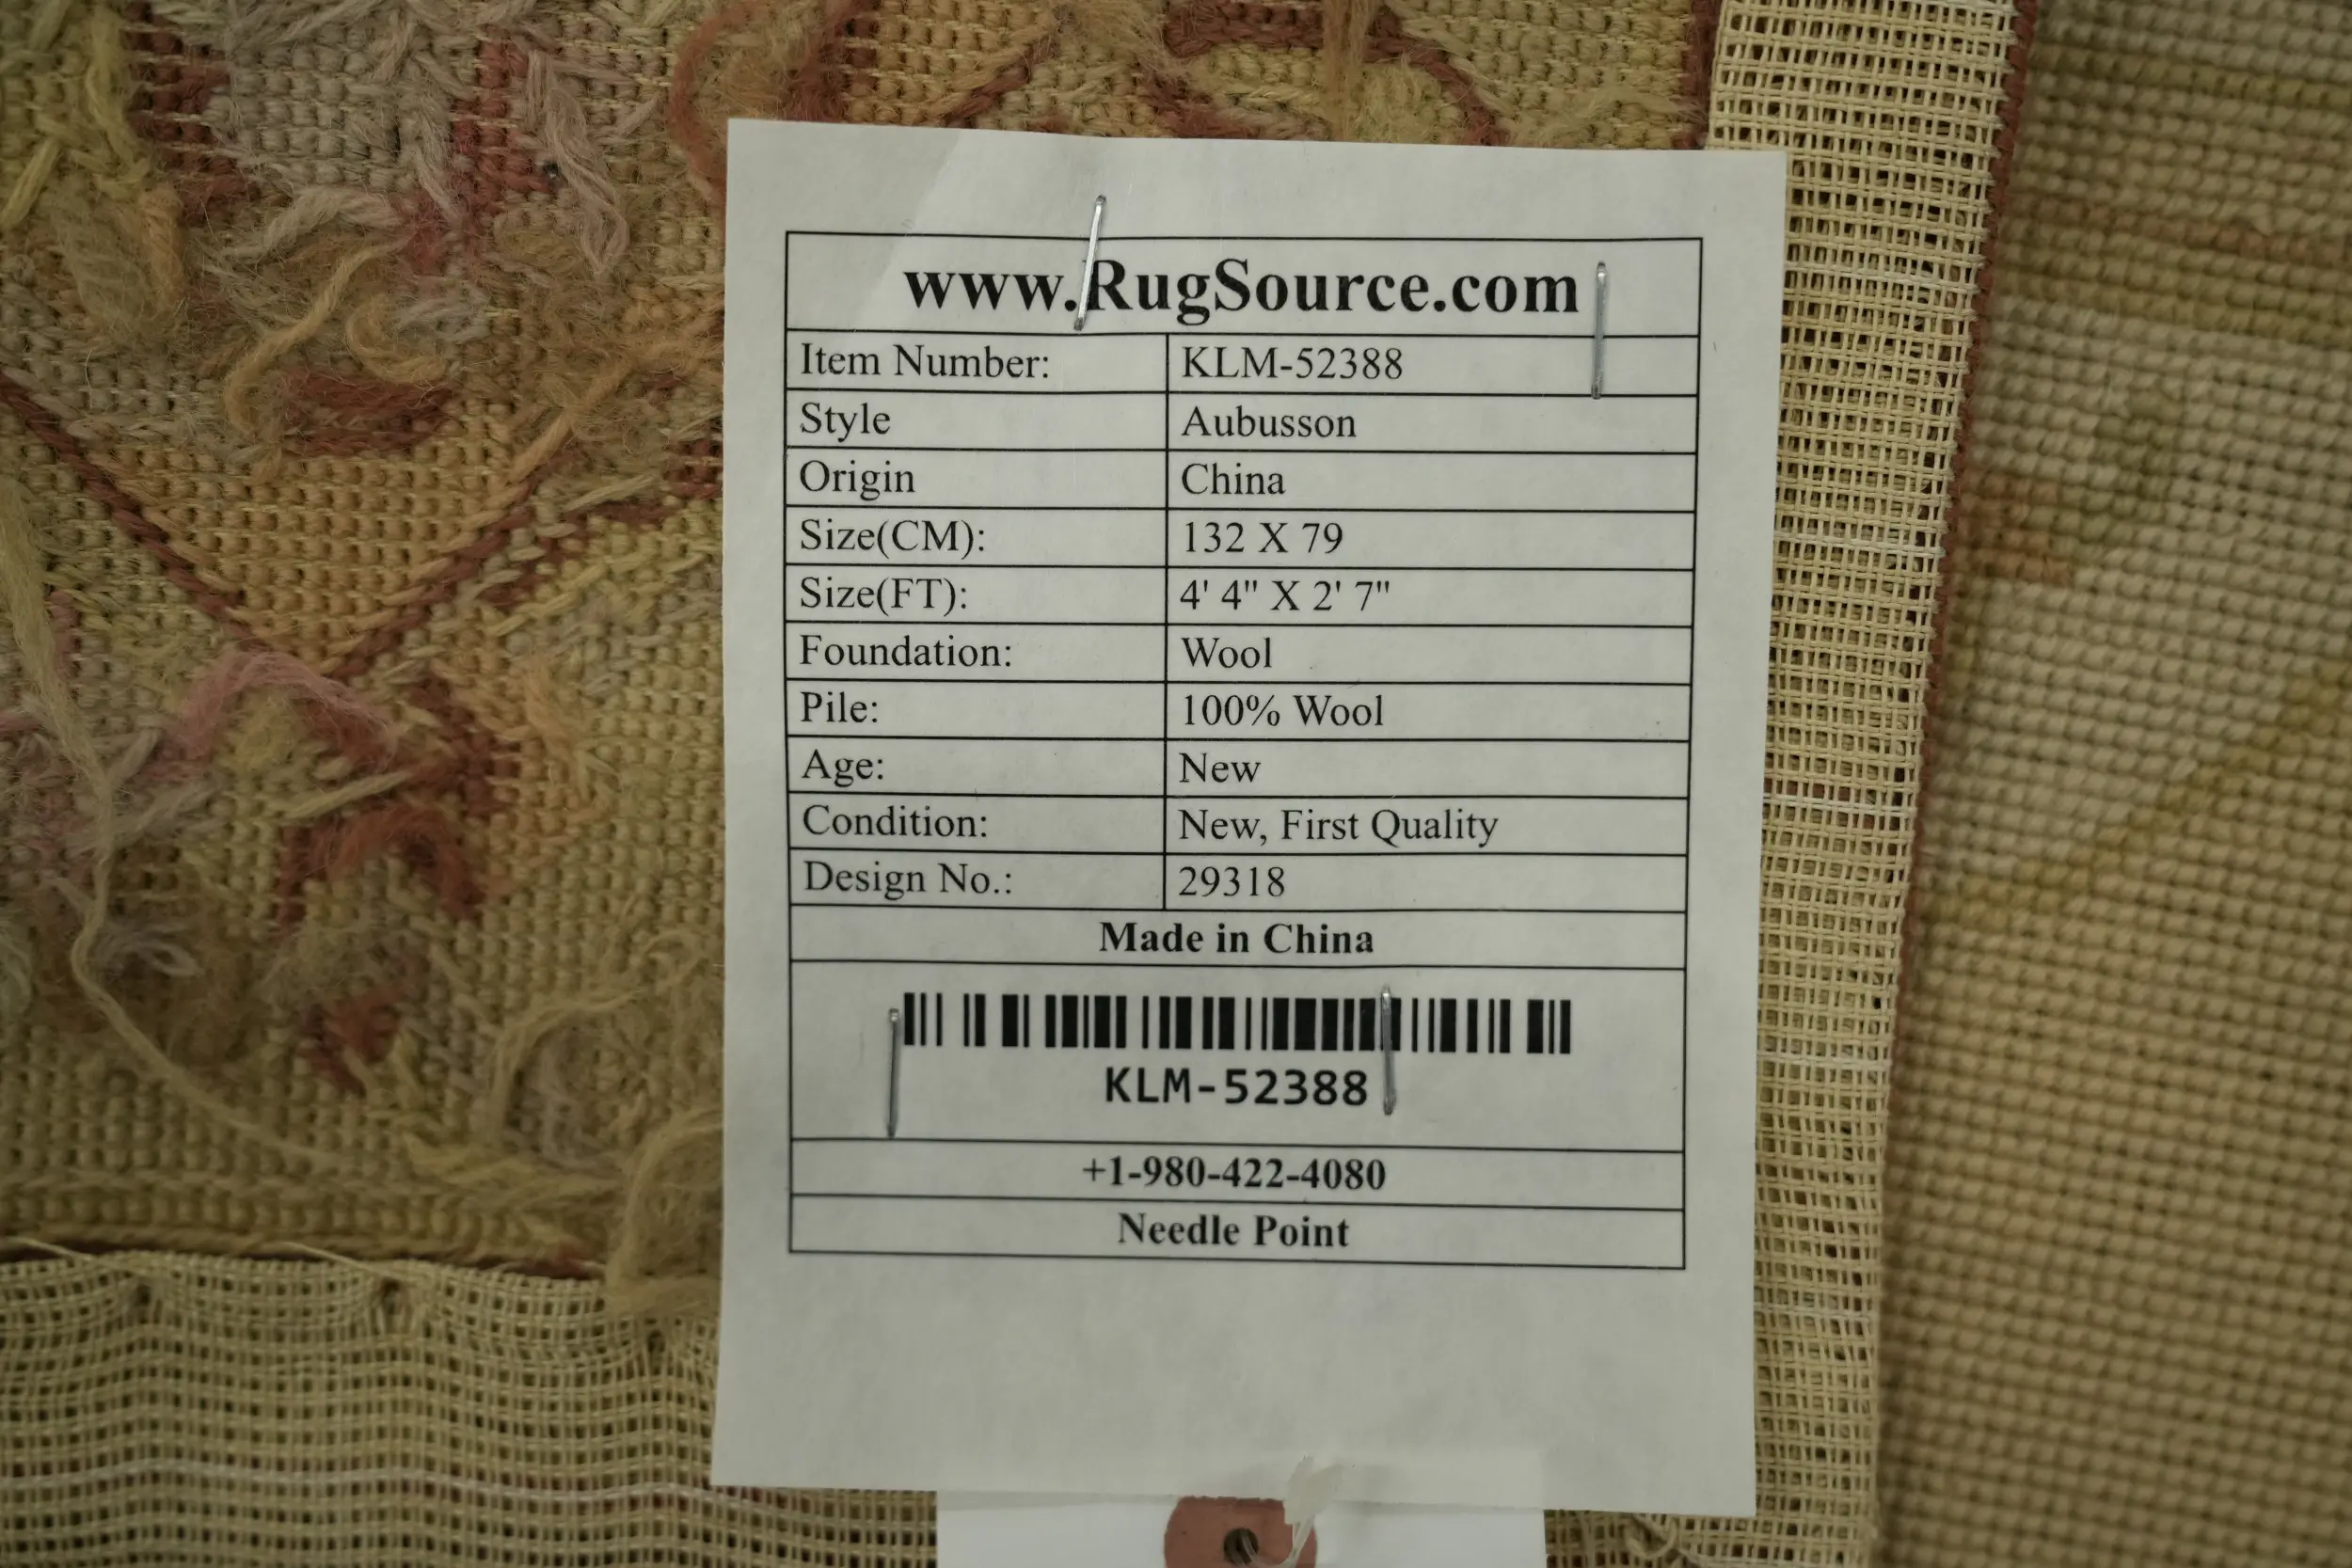 www.RugSource.com
Item Number: KLM-52388
Style Aubusson
Origin China
Size(CM): 132 X 79
Size(FT): 4' 4" X 2' 7"
Foundation: Wool
Pile: 100% Wool
Age: New
Condition: New, First Quality
Design No.: 29318
Made in China
KLM-52388
+1-980-422-4080
Needle Point